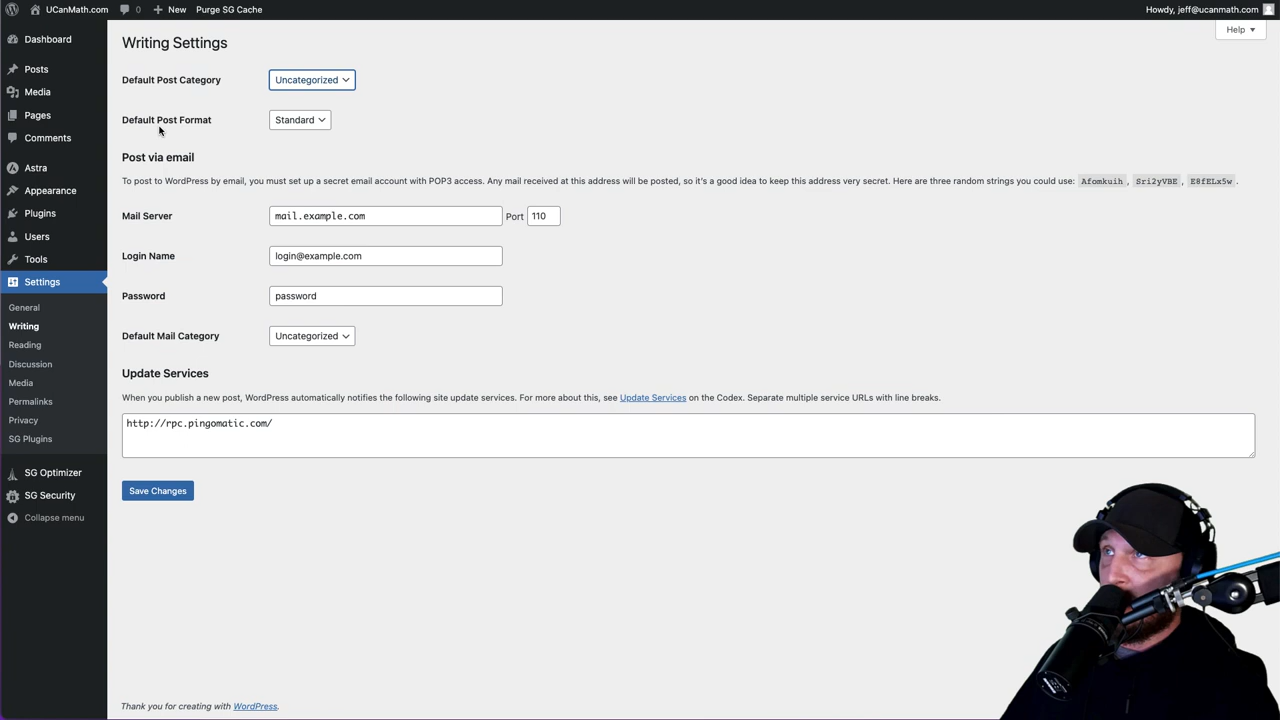 UCanMath.com 0 New Purge SG Cache Howdy, jeff@ucanmath.com
Help
Dashboard
Posts
Media
Pages
Comments
Astra
Appearance
Plugins
Users
Tools
Settings
General
Writing
Reading
Discussion
Media
Permalinks
Privacy
SG Plugins
SG Optimizer
SG Security
Collapse menu
Writing Settings
Default Post Category Uncategorized
Default Post Format Standard
Post via email
To post to WordPress by email, you must set up a secret email account with POP3 access. Any mail received at this address will be posted, so it's a good idea to keep this address very secret. Here are three random strings you could use: Afomkuih , Sri2yVBE , E8fELx5w .
Mail Server mail.example.com Port 110
Login Name login@example.com
Password password
Default Mail Category Uncategorized
Update Services
When you publish a new post, WordPress automatically notifies the following site update services. For more about this, see Update Services on the Codex. Separate multiple service URLs with line breaks.
http://rpc.pingomatic.com/
Save Changes
Thank you for creating with WordPress.